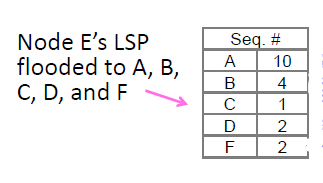 Node E’s LSP
flooded to A, B,
C, D, and F
Seq. #
A 10
B 4
C 1
D 2
F 2